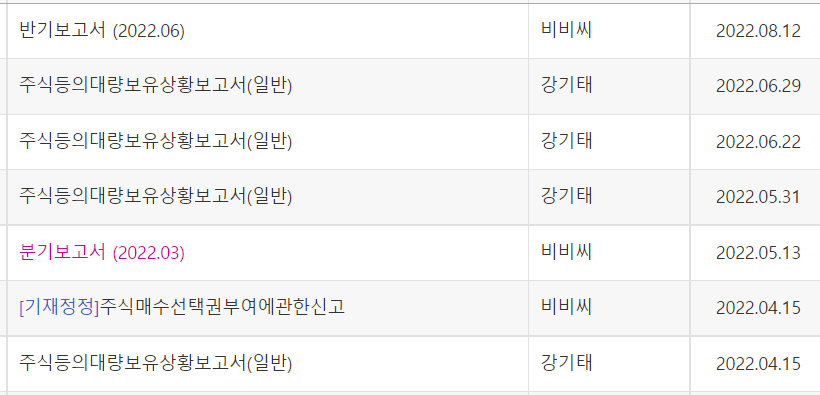 반기보고서 (2022.06) 비비씨 2022.08.12
주식등의대량보유상황보고서(일반) 강기태 2022.06.29
주식등의대량보유상황보고서(일반) 강기태 2022.06.22
주식등의대량보유상황보고서(일반) 강기태 2022.05.31
분기보고서 (2022.03) 비비씨 2022.05.13
[기재정정]주식매수선택권부여에관한신고 비비씨 2022.04.15
주식등의대량보유상황보고서(일반) 강기태 2022.04.15